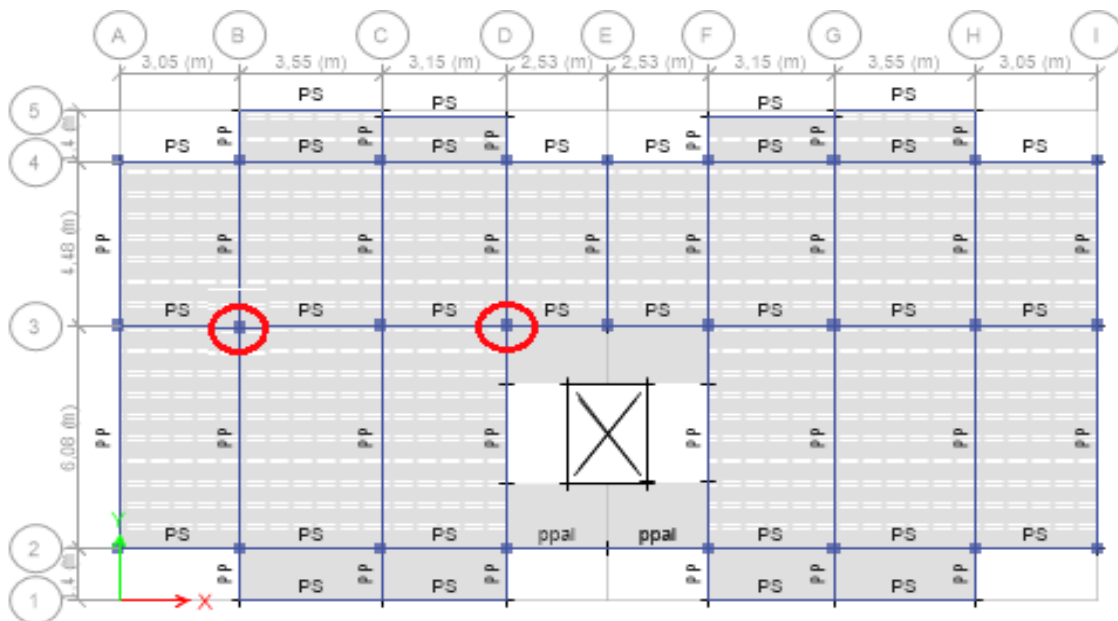 A B C D E F G H I
3,05 (m) 3,55 (m) 3,15 (m) 2,53 (m) 2,53 (m) 3,15 (m) 3,55 (m) 3,05 (m)
PS PS PS PS
5
PP PP PP PP PP PP
PS PS PS PS PS PS PS PS
4
4,48 (m)
PP PP PP PP PP PP PP PP PP
PS PS PS PS PS PS PS PS
3
6,08 (m)
PP PP PP PP PP PP PP PP
Y
PS PS PS ppal ppal PS PS PS
2
PP PP PP PP PP PP
PS PS PS PS
1
X